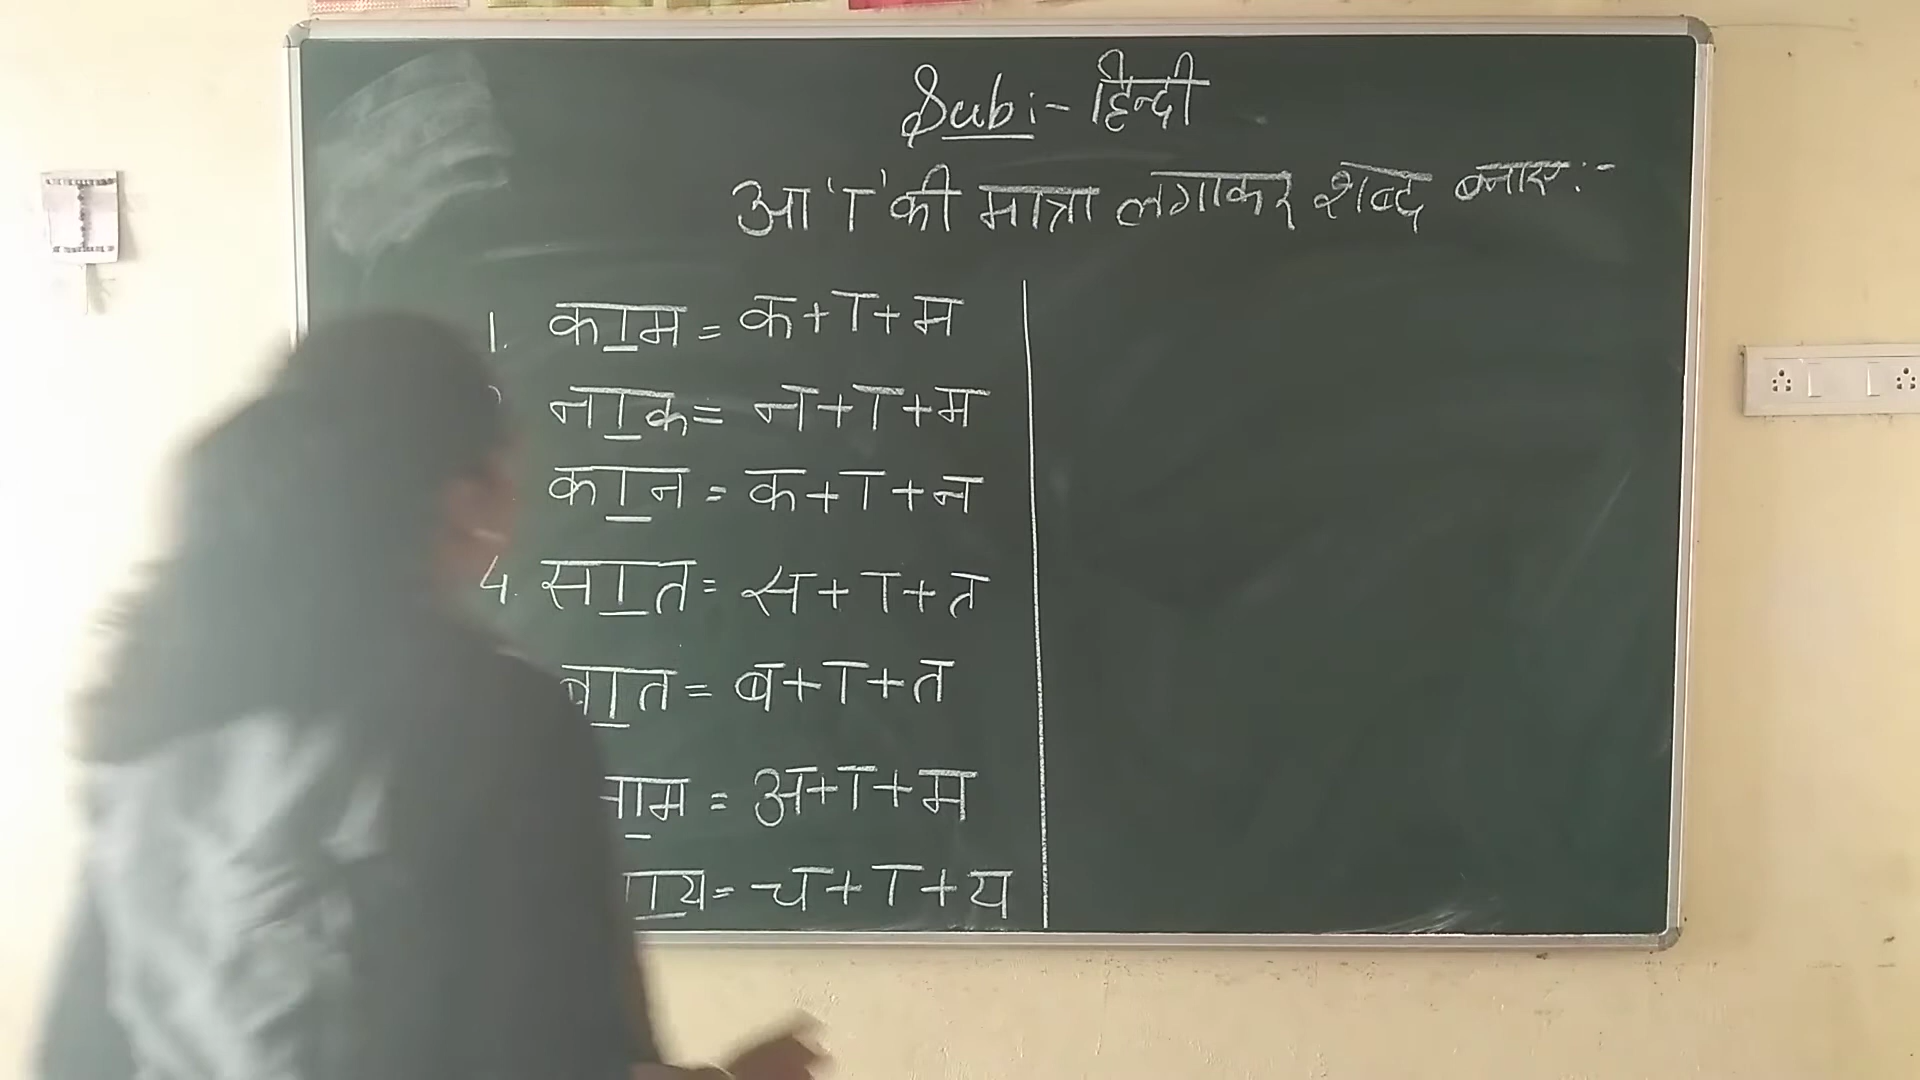 Sub:- हिन्दी
आ 'ा' की मात्रा लगाकर शब्द बनाए:-
1. काम = क+ा+म
नाक = न+ा+म
कान = क+ा+न
4. सात = स+ा+त
बात = ब+ा+त
= अ+ा+म
= च+ा+य